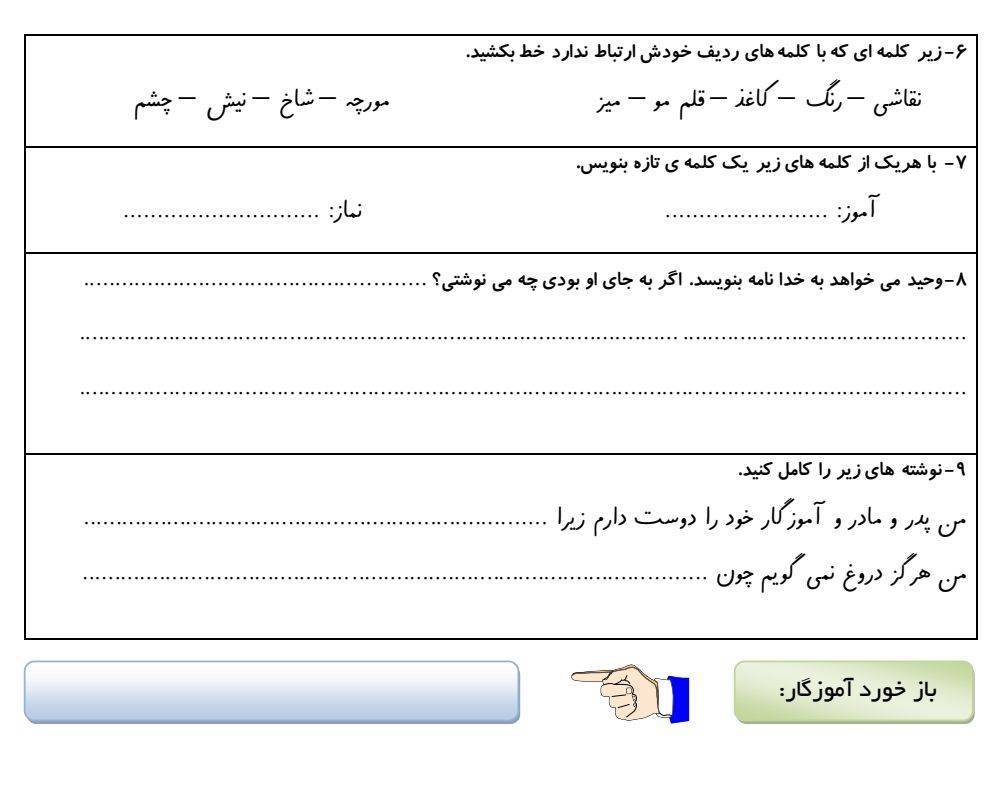 ۶-زیر کلمه ای که با کلمه های ردیف خودش ارتباط ندارد خط بکشید.
نقاشی – رنگ – کاغذ – قلم مو – میز مورچه – شاخ – نیش – چشم
۷- با هریک از کلمه های زیر یک کلمه ی تازه بنویس.
آموز: ........................ نماز: .............................
۸-وحید می خواهد به خدا نامه بنویسد. اگر به جای او بودی چه می نوشتی؟ ....................................................
.......................................................................................................................................
.......................................................................................................................................
۹-نوشته های زیر را کامل کنید.
من پدر و مادر و آموزگار خود را دوست دارم زیرا ......................................................................
من هرگز دروغ نمی گویم چون ...............................................................................................
باز خورد آموزگار: